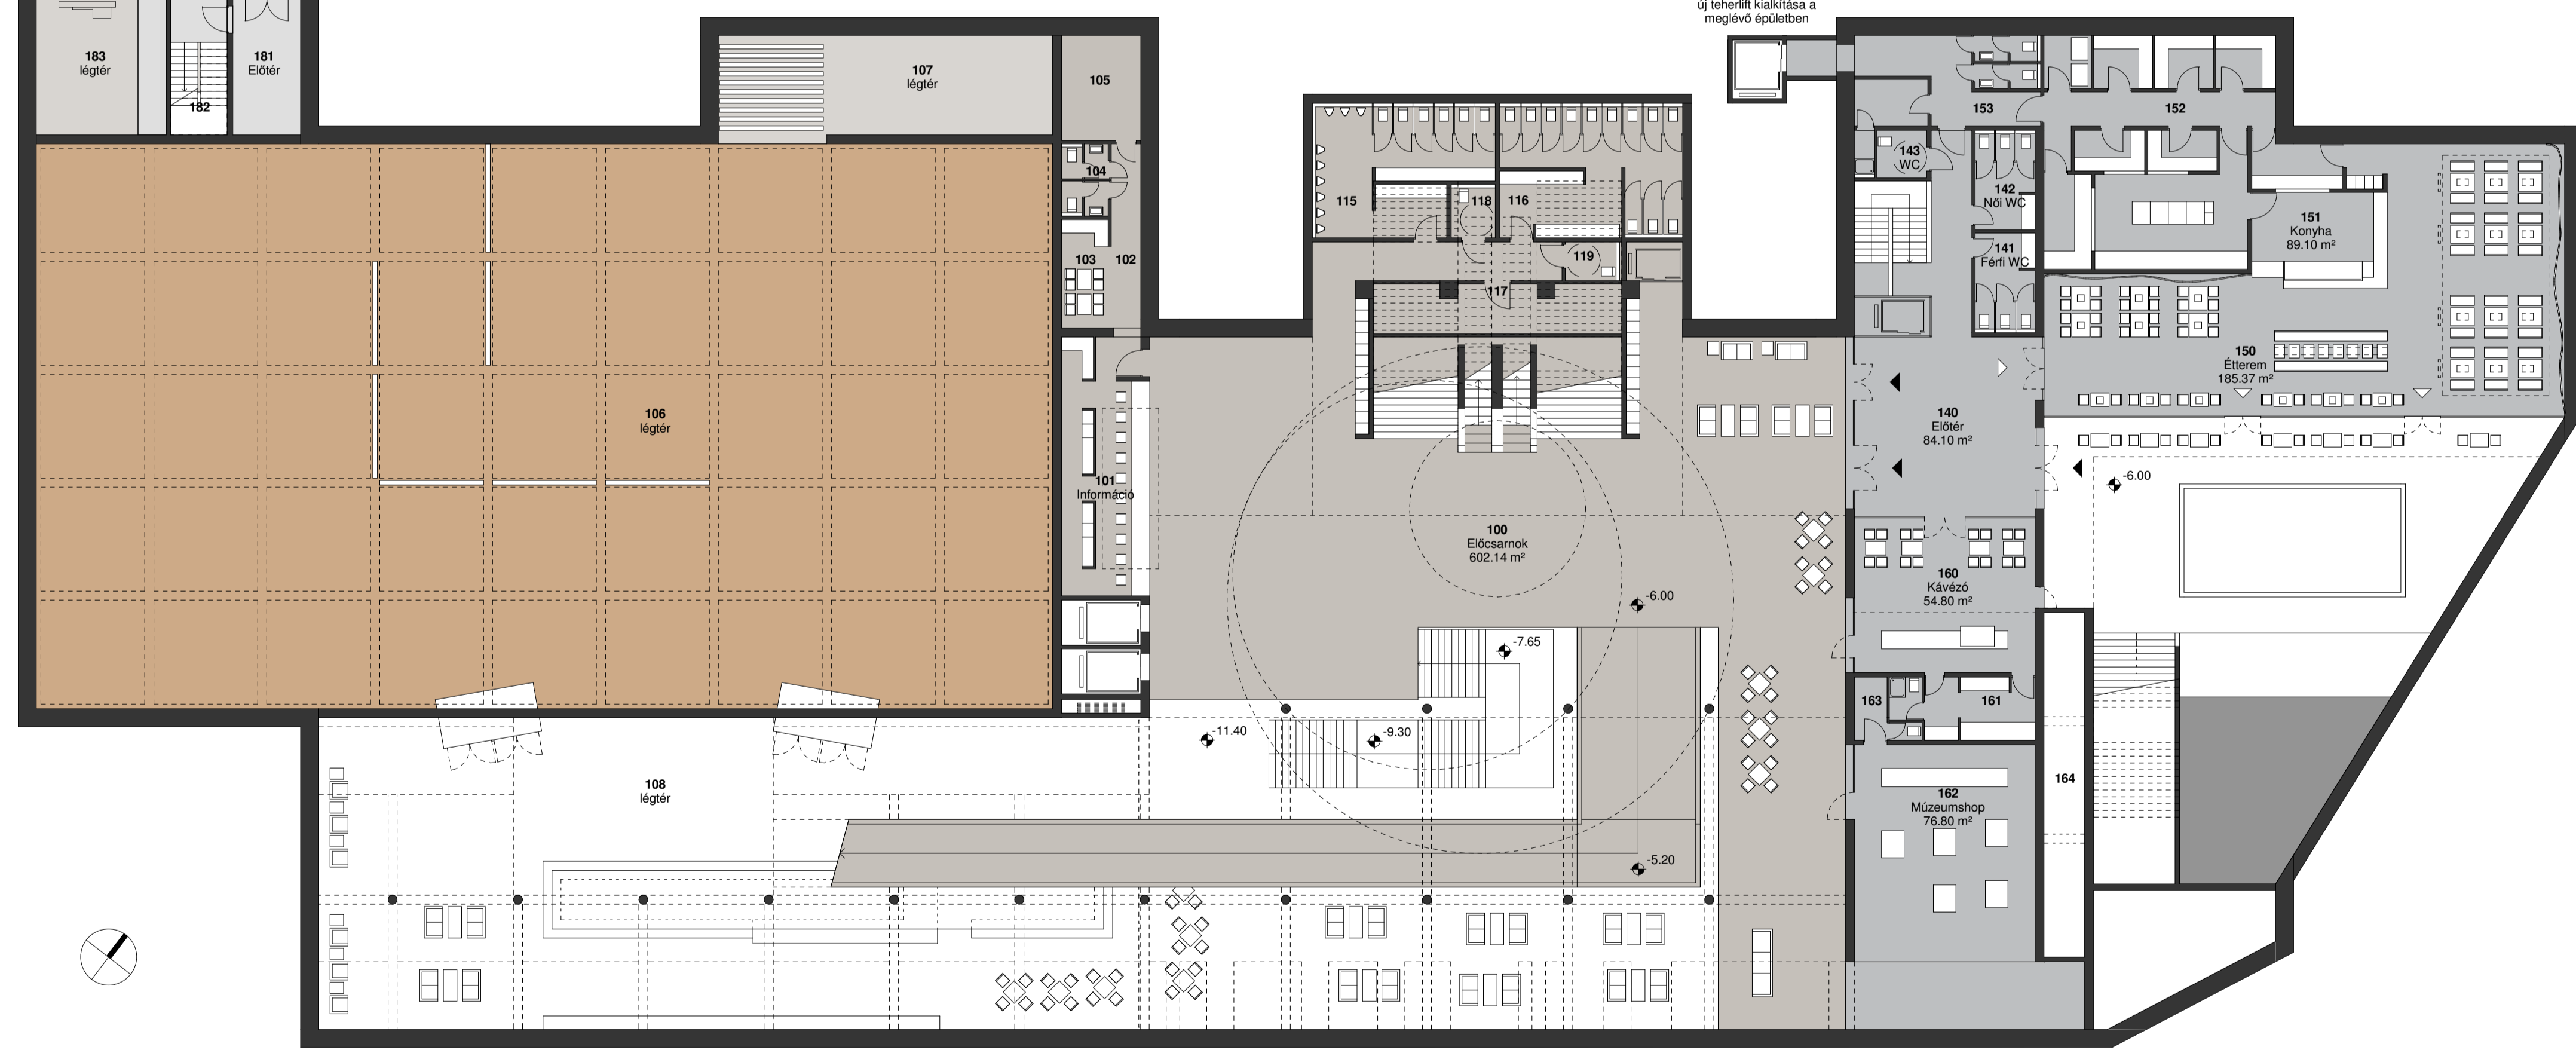 új teherlift kialkítása a
meglévő épületben
183
légtér
182
181
Előtér
107
légtér
105
104
103
102
106
légtér
101
Információ
115
118
116
119
117
100
Előcsarnok
602.14 m²
-6.00
-7.65
-9.30
-11.40
-5.20
108
légtér
153
152
143
WC
142
Női WC
141
Férfi WC
151
Konyha
89.10 m²
150
Étterem
185.37 m²
140
Előtér
84.10 m²
-6.00
160
Kávézó
54.80 m²
163
161
162
Múzeumshop
76.80 m²
164